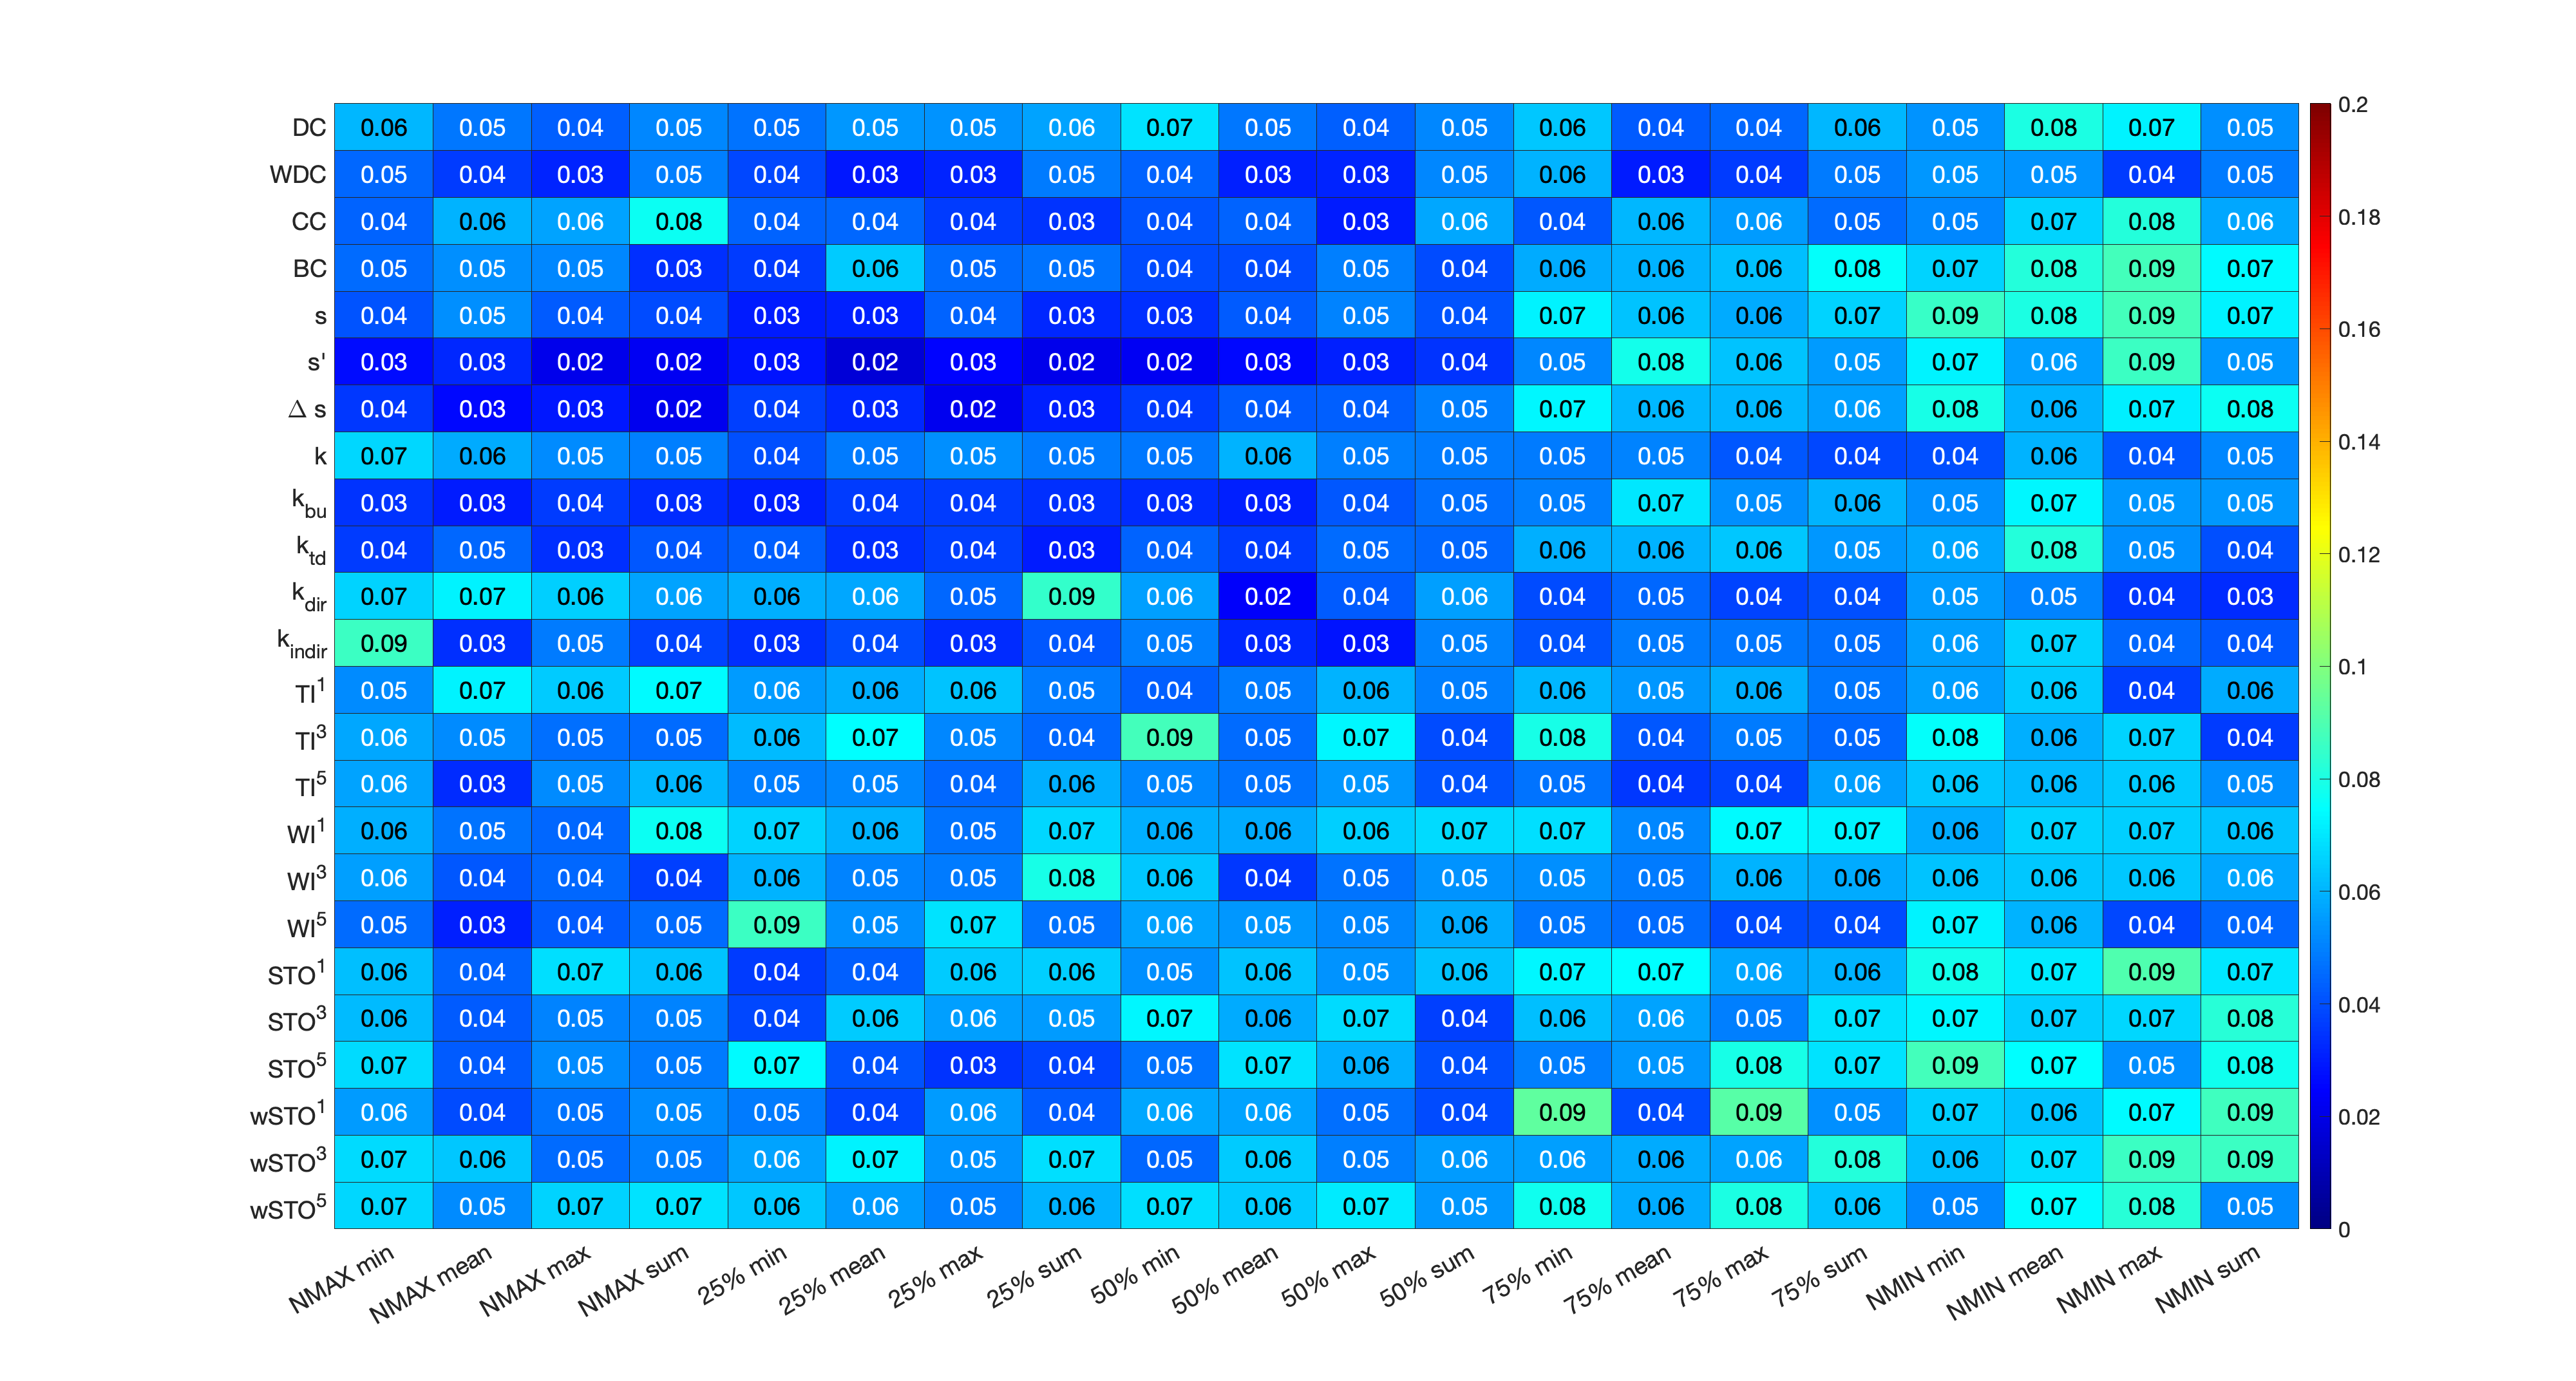 DC 0.06 0.05 0.04 0.05 0.05 0.05 0.05 0.06 0.07 0.05 0.04 0.05 0.06 0.04 0.04 0.06 0.05 0.08 0.07 0.05 0.2
WDC 0.05 0.04 0.03 0.05 0.04 0.03 0.03 0.05 0.04 0.03 0.03 0.05 0.06 0.03 0.04 0.05 0.05 0.05 0.04 0.05
CC 0.04 0.06 0.06 0.08 0.04 0.04 0.04 0.03 0.04 0.04 0.03 0.06 0.04 0.06 0.06 0.05 0.05 0.07 0.08 0.06 0.18
BC 0.05 0.05 0.05 0.03 0.04 0.06 0.05 0.05 0.04 0.04 0.05 0.04 0.06 0.06 0.06 0.08 0.07 0.08 0.09 0.07
s 0.04 0.05 0.04 0.04 0.03 0.03 0.04 0.03 0.03 0.04 0.05 0.04 0.07 0.06 0.06 0.07 0.09 0.08 0.09 0.07 0.16
s' 0.03 0.03 0.02 0.02 0.03 0.02 0.03 0.02 0.02 0.03 0.03 0.04 0.05 0.08 0.06 0.05 0.07 0.06 0.09 0.05
Δ s 0.04 0.03 0.03 0.02 0.04 0.03 0.02 0.03 0.04 0.04 0.04 0.05 0.07 0.06 0.06 0.06 0.08 0.06 0.07 0.08
k 0.07 0.06 0.05 0.05 0.04 0.05 0.05 0.05 0.05 0.06 0.05 0.05 0.05 0.05 0.04 0.04 0.04 0.06 0.04 0.05 0.14
k_bu 0.03 0.03 0.04 0.03 0.03 0.04 0.04 0.03 0.03 0.03 0.04 0.05 0.05 0.07 0.05 0.06 0.05 0.07 0.05 0.05
k_td 0.04 0.05 0.03 0.04 0.04 0.03 0.04 0.03 0.04 0.04 0.05 0.05 0.06 0.06 0.06 0.05 0.06 0.08 0.05 0.04 0.12
k_dir 0.07 0.07 0.06 0.06 0.06 0.06 0.05 0.09 0.06 0.02 0.04 0.06 0.04 0.05 0.04 0.04 0.05 0.05 0.04 0.03
k_indir 0.09 0.03 0.05 0.04 0.03 0.04 0.03 0.04 0.05 0.03 0.03 0.05 0.04 0.05 0.05 0.05 0.06 0.07 0.04 0.04 0.1
TI^1 0.05 0.07 0.06 0.07 0.06 0.06 0.06 0.05 0.04 0.05 0.06 0.05 0.06 0.05 0.06 0.05 0.06 0.06 0.04 0.06
TI^3 0.06 0.05 0.05 0.05 0.06 0.07 0.05 0.04 0.09 0.05 0.07 0.04 0.08 0.04 0.05 0.05 0.08 0.06 0.07 0.04
TI^5 0.06 0.03 0.05 0.06 0.05 0.05 0.04 0.06 0.05 0.05 0.05 0.04 0.05 0.04 0.04 0.06 0.06 0.06 0.06 0.05 0.08
WI^1 0.06 0.05 0.04 0.08 0.07 0.06 0.05 0.07 0.06 0.06 0.06 0.07 0.07 0.05 0.07 0.07 0.06 0.07 0.07 0.06
WI^3 0.06 0.04 0.04 0.04 0.06 0.05 0.05 0.08 0.06 0.04 0.05 0.05 0.05 0.05 0.06 0.06 0.06 0.06 0.06 0.06 0.06
WI^5 0.05 0.03 0.04 0.05 0.09 0.05 0.07 0.05 0.06 0.05 0.05 0.06 0.05 0.05 0.04 0.04 0.07 0.06 0.04 0.04
STO^1 0.06 0.04 0.07 0.06 0.04 0.04 0.06 0.06 0.05 0.06 0.05 0.06 0.07 0.07 0.06 0.06 0.08 0.07 0.09 0.07
STO^3 0.06 0.04 0.05 0.05 0.04 0.06 0.06 0.05 0.07 0.06 0.07 0.04 0.06 0.06 0.05 0.07 0.07 0.07 0.07 0.08 0.04
STO^5 0.07 0.04 0.05 0.05 0.07 0.04 0.03 0.04 0.05 0.07 0.06 0.04 0.05 0.05 0.08 0.07 0.09 0.07 0.05 0.08
wSTO^1 0.06 0.04 0.05 0.05 0.05 0.04 0.06 0.04 0.06 0.06 0.05 0.04 0.09 0.04 0.09 0.05 0.07 0.06 0.07 0.09 0.02
wSTO^3 0.07 0.06 0.05 0.05 0.06 0.07 0.05 0.07 0.05 0.06 0.05 0.06 0.06 0.06 0.06 0.08 0.06 0.07 0.09 0.09
wSTO^5 0.07 0.05 0.07 0.07 0.06 0.06 0.05 0.06 0.07 0.06 0.07 0.05 0.08 0.06 0.08 0.06 0.05 0.07 0.08 0.05 0
NMAX min NMAX mean NMAX max NMAX sum 25% min 25% mean 25% max 25% sum 50% min 50% mean 50% max 50% sum 75% min 75% mean 75% max 75% sum NMIN min NMIN mean NMIN max NMIN sum